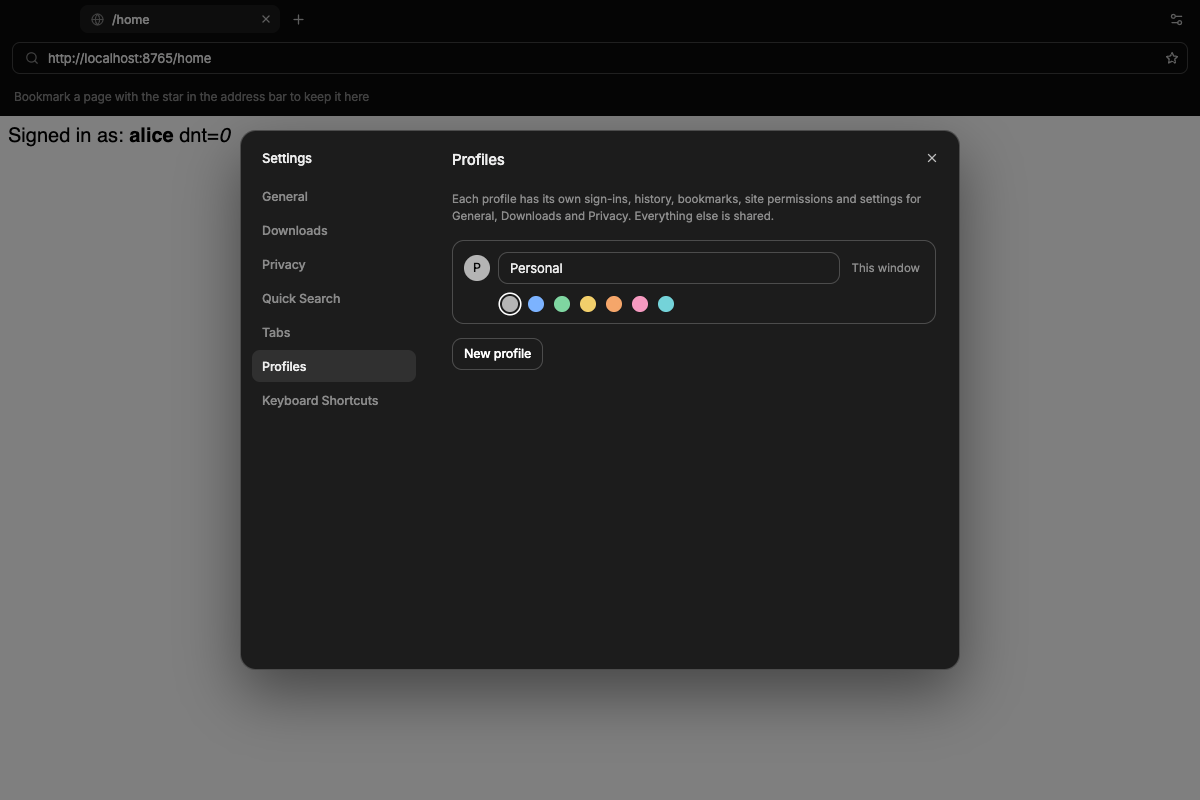 /home
http://localhost:8765/home
Bookmark a page with the star in the address bar to keep it here
Signed in as: alice dnt=0
Settings
General
Downloads
Privacy
Quick Search
Tabs
Profiles
Keyboard Shortcuts
Profiles
Each profile has its own sign-ins, history, bookmarks, site permissions and settings for
General, Downloads and Privacy. Everything else is shared.
P
Personal
This window
New profile